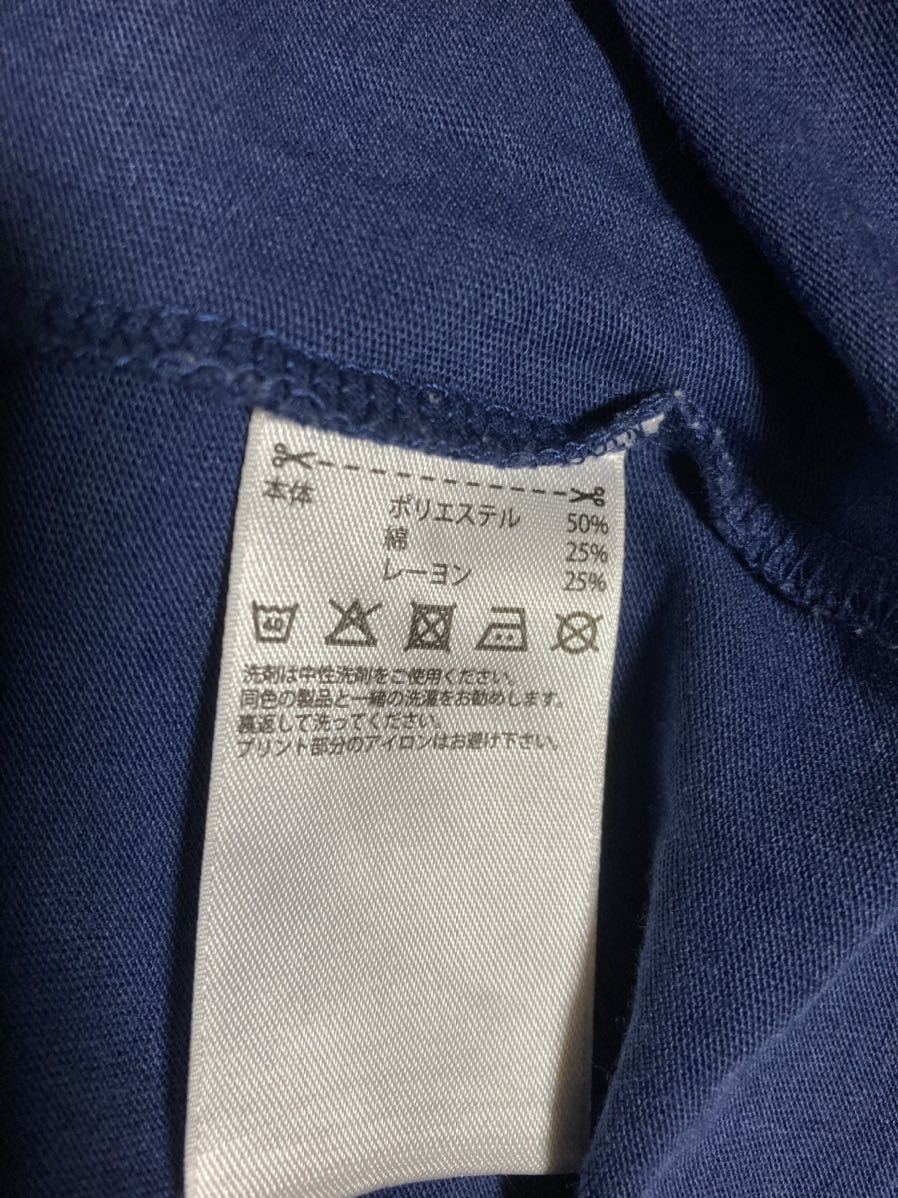 本体 ポリエステル 50%
綿 25%
レーヨン 25%
40
洗剤は中性洗剤をご使用ください。
同色の製品と一緒の洗濯をお勧めします。
裏返して洗ってください。
プリント部分のアイロンはお避け下さい。